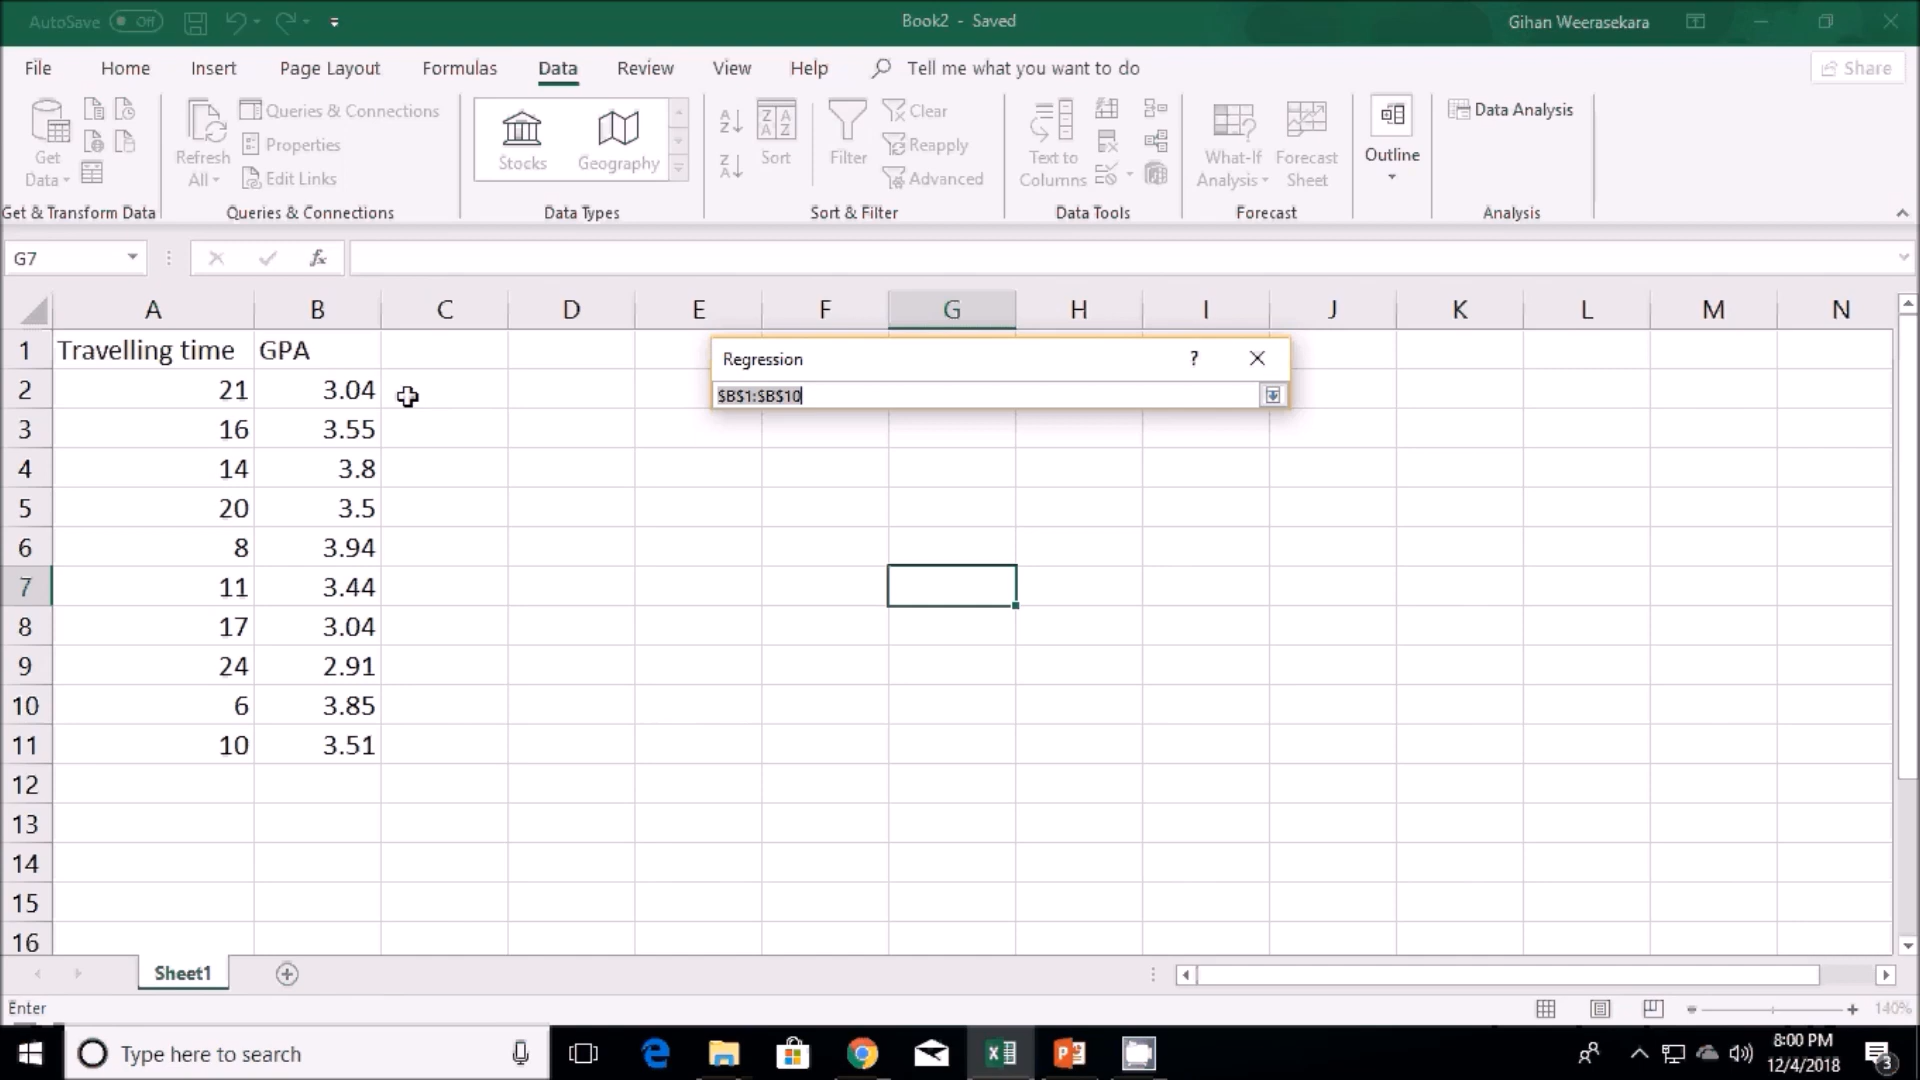 AutoSave Off
Book2 - Saved
Gihan Weerasekara
File Home Insert Page Layout Formulas Data Review View Help Tell me what you want to do Share
Get Data
Refresh All
Queries & Connections
Properties
Edit Links
Stocks
Geography
Sort
Filter
Clear
Reapply
Advanced
Text to Columns
What-If Analysis
Forecast Sheet
Outline
Data Analysis
Get & Transform Data
Queries & Connections
Data Types
Sort & Filter
Data Tools
Forecast
Analysis
G7
fx
A B C D E F G H I J K L M N
1 Travelling time GPA
2 21 3.04
3 16 3.55
4 14 3.8
5 20 3.5
6 8 3.94
7 11 3.44
8 17 3.04
9 24 2.91
10 6 3.85
11 10 3.51
12
13
14
15
16
Regression ?
$B$1:$B$10
Sheet1
Enter
140%
Type here to search
8:00 PM
12/4/2018
3